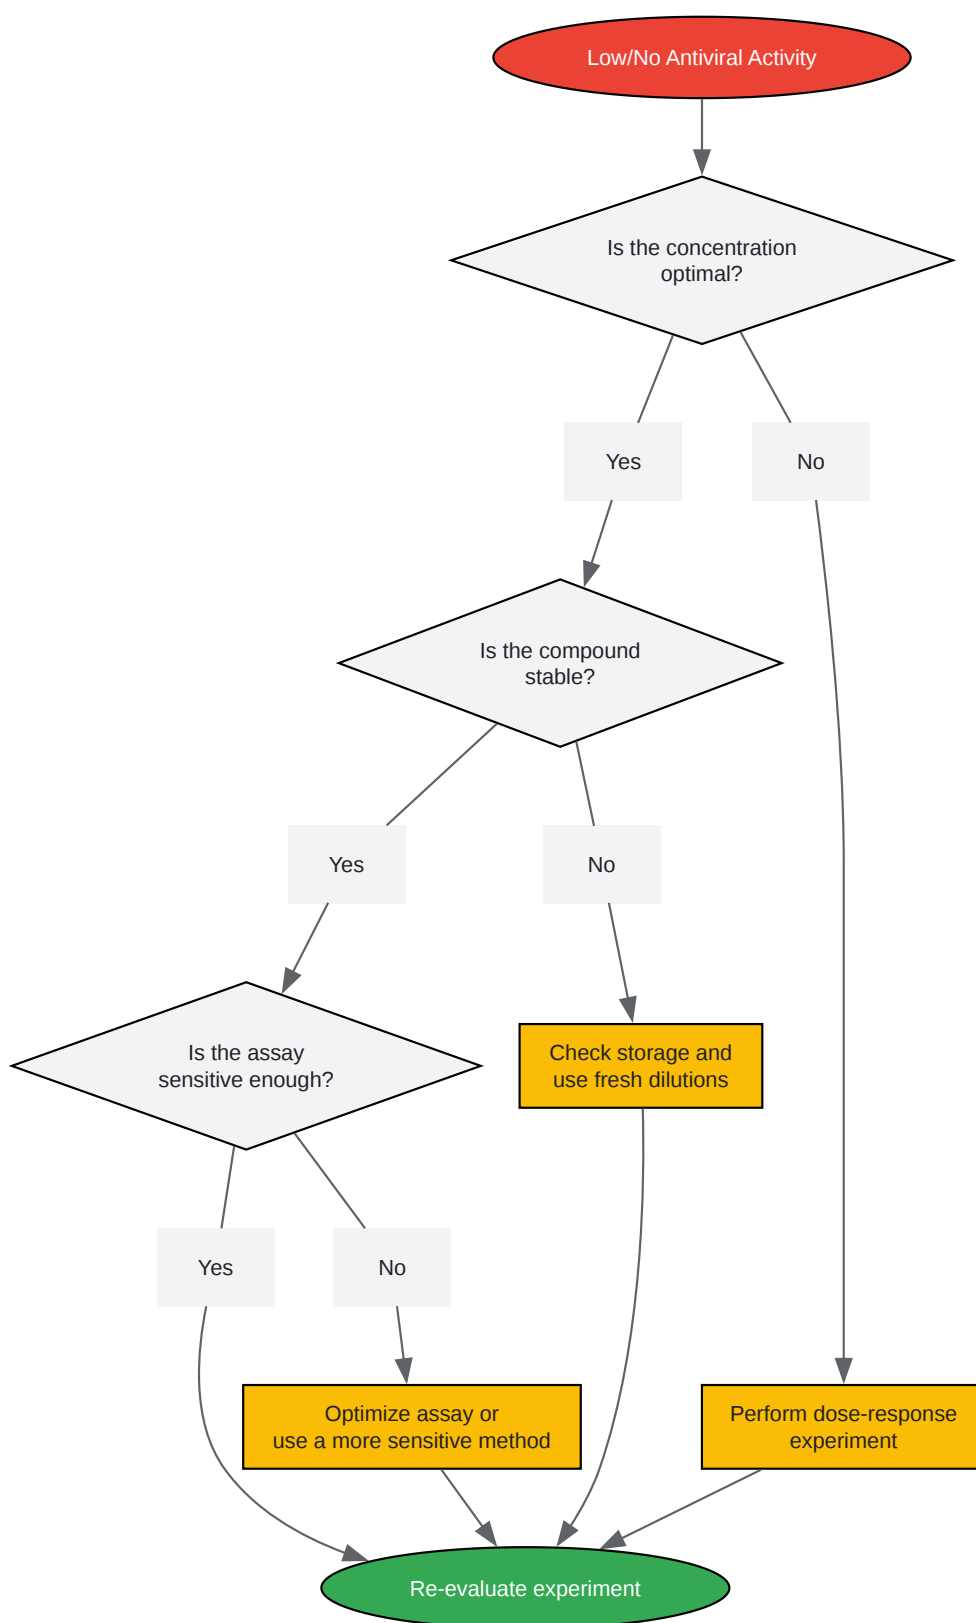 Low/No Antiviral Activity
Is the concentration
optimal?
Yes
No
Is the compound
stable?
Yes
No
Is the assay
sensitive enough?
Check storage and
use fresh dilutions
Yes
No
Optimize assay or
use a more sensitive method
Perform dose-response
experiment
Re-evaluate experiment